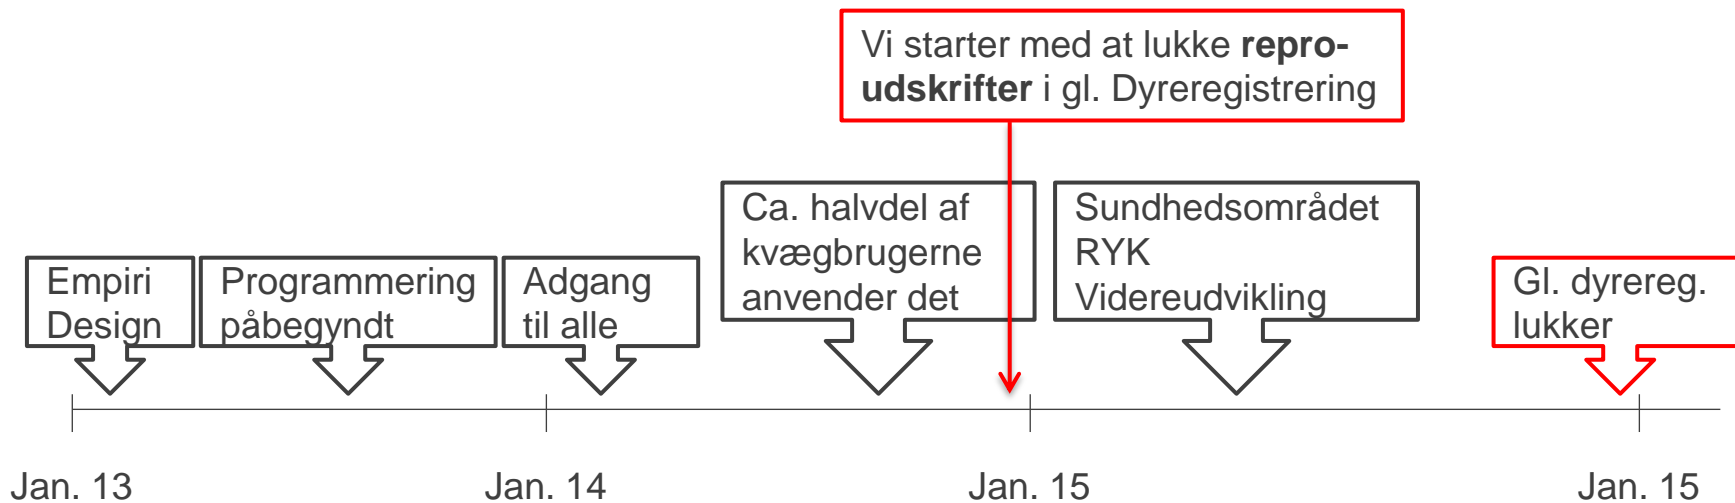 Vi starter med at lukke repro-
udskrifter i gl. Dyreregistrering
Empiri
Design
Programmering
påbegyndt
Adgang
til alle
Ca. halvdel af
kvægbrugerne
anvender det
Sundhedsområdet
RYK
Videreudvikling
Gl. dyrereg.
lukker
Jan. 13
Jan. 14
Jan. 15
Jan. 15